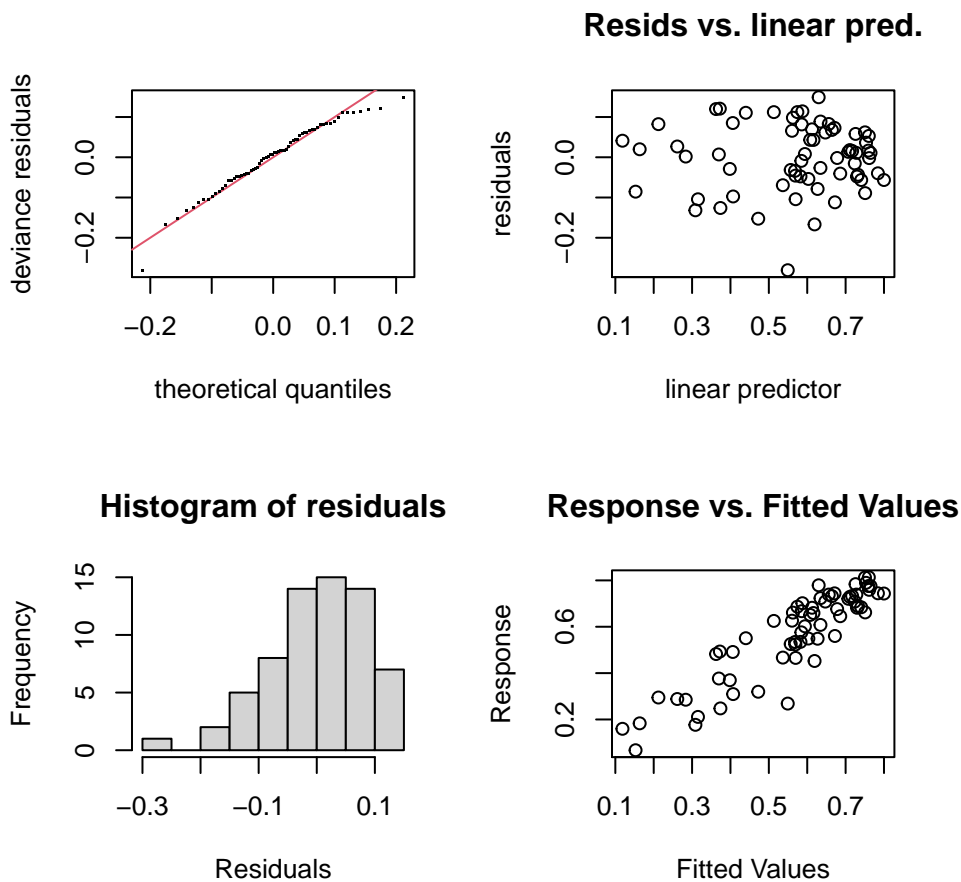 deviance residuals
0.0
−0.2
−0.2
0.0
0.1
0.2
theoretical quantiles
Resids vs. linear pred.
residuals
0.0
−0.2
0.1
0.3
0.5
0.7
linear predictor
Histogram of residuals
Frequency
15
10
5
0
−0.3
−0.1
0.1
Residuals
Response vs. Fitted Values
Response
0.6
0.2
0.1
0.3
0.5
0.7
Fitted Values